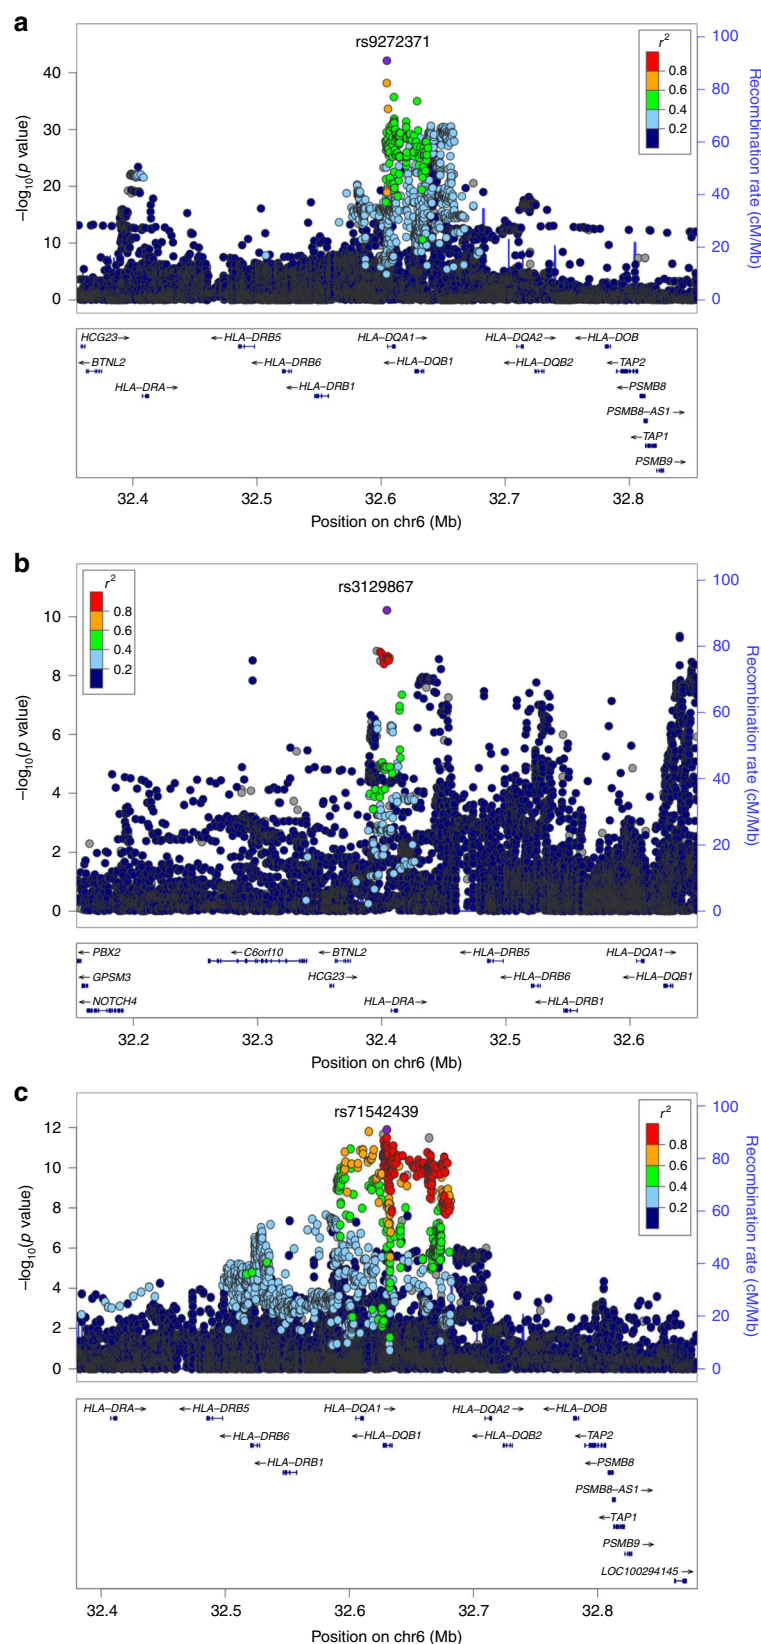 a
rs9272371
r2
0.8
0.6
0.4
0.2
40
30
20
10
0
–log10(p value)
100
80
60
40
20
0
Recombination rate (cM/Mb)
HCG23→ ←HLA–DRB5 HLA–DQA1→ HLA–DQA2→ ←HLA–DOB
←BTNL2 ←HLA–DRB6 ←HLA–DQB1 ←HLA–DQB2 ←TAP2
HLA–DRA→ ←HLA–DRB1 ←PSMB8
PSMB8–AS1→
←TAP1
PSMB9→
32.4 32.5 32.6 32.7 32.8
Position on chr6 (Mb)
b
rs3129867
r2
0.8
0.6
0.4
0.2
10
8
6
4
2
0
–log10(p value)
100
80
60
40
20
0
Recombination rate (cM/Mb)
←PBX2 ←C6orf10 ←BTNL2 ←HLA–DRB5 HLA–DQA1→
←GPSM3 HCG23→ ←HLA–DRB6 ←HLA–DQB1
←NOTCH4 HLA–DRA→ ←HLA–DRB1
32.2 32.3 32.4 32.5 32.6
Position on chr6 (Mb)
c
rs71542439
r2
0.8
0.6
0.4
0.2
12
10
8
6
4
2
0
–log10(p value)
100
80
60
40
20
0
Recombination rate (cM/Mb)
HLA–DRA→ ←HLA–DRB5 HLA–DQA1→ HLA–DQA2→ ←HLA–DOB
←HLA–DRB6 ←HLA–DQB1 ←HLA–DQB2 ←TAP2
←HLA–DRB1 ←PSMB8
PSMB8–AS1→
←TAP1
PSMB9→
LOC100294145→
32.4 32.5 32.6 32.7 32.8
Position on chr6 (Mb)